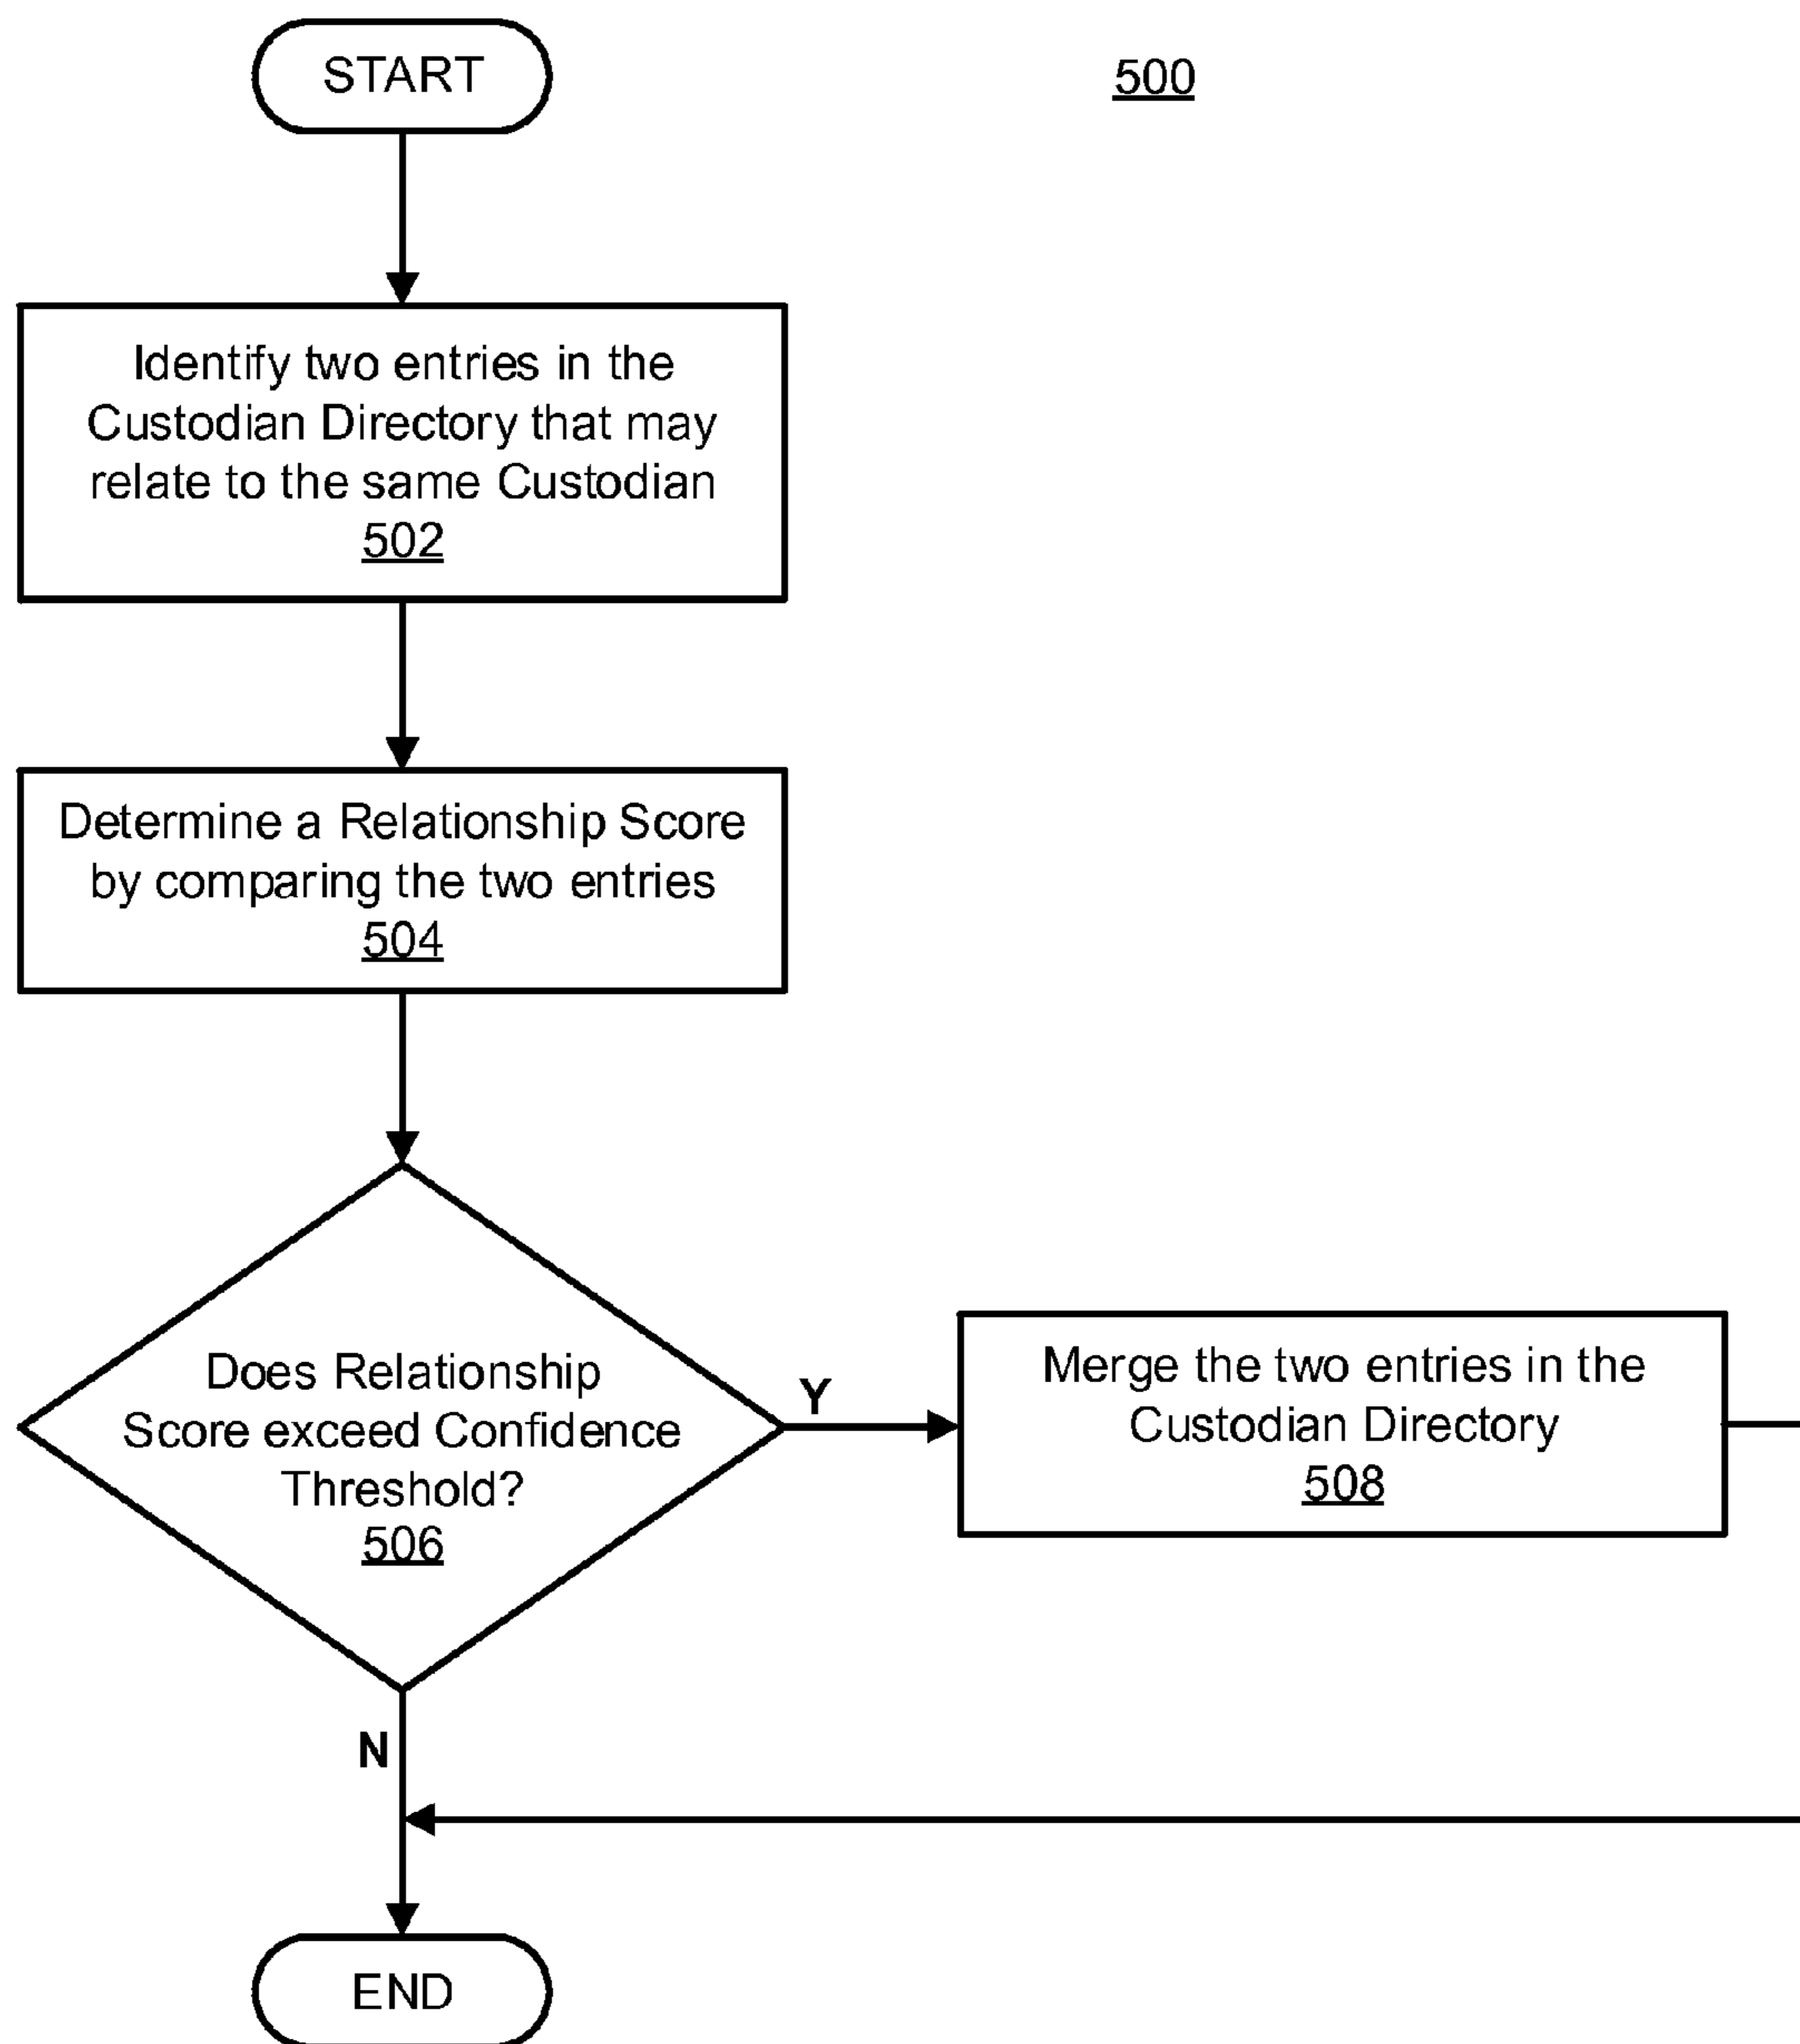 START
500
Identify two entries in the
Custodian Directory that may
relate to the same Custodian
502
Determine a Relationship Score
by comparing the two entries
504
Does Relationship
Score exceed Confidence
Threshold?
506
Y
Merge the two entries in the
Custodian Directory
508
N
END